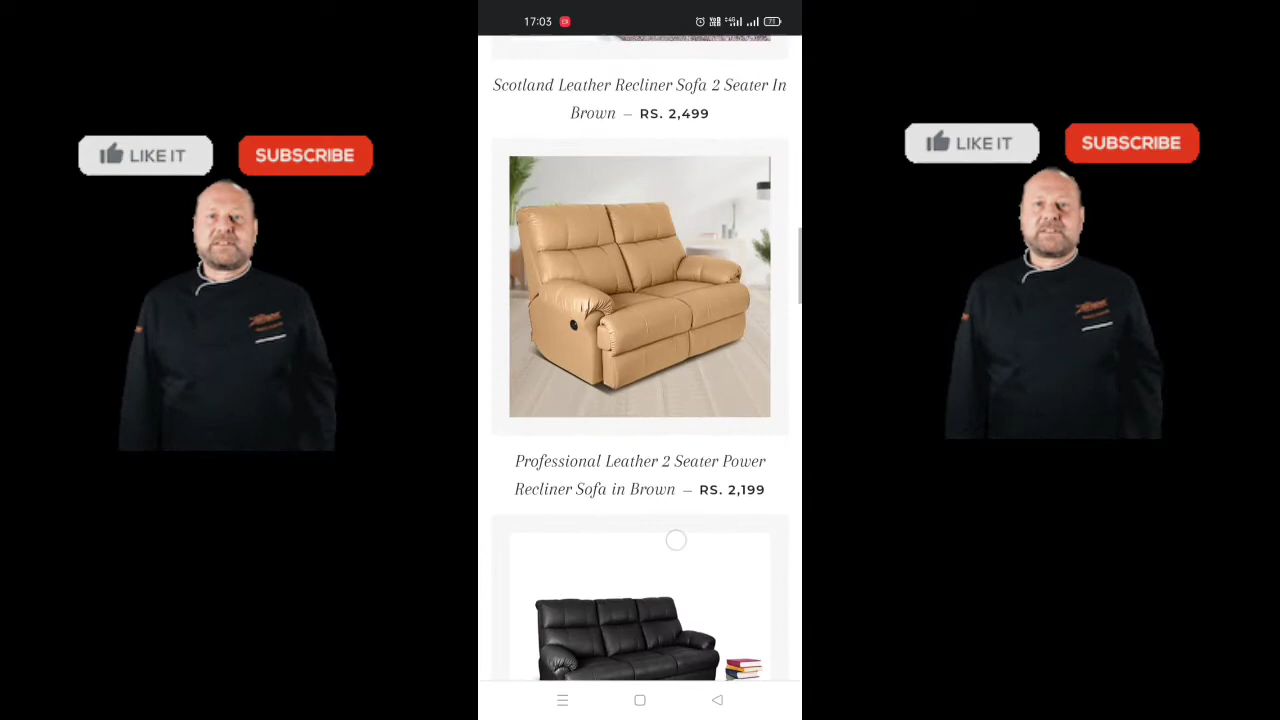 17:03
Scotland Leather Recliner Sofa 2 Seater In
Brown — RS. 2,499
LIKE IT
SUBSCRIBE
LIKE IT
SUBSCRIBE
Professional Leather 2 Seater Power
Recliner Sofa in Brown — RS. 2,199